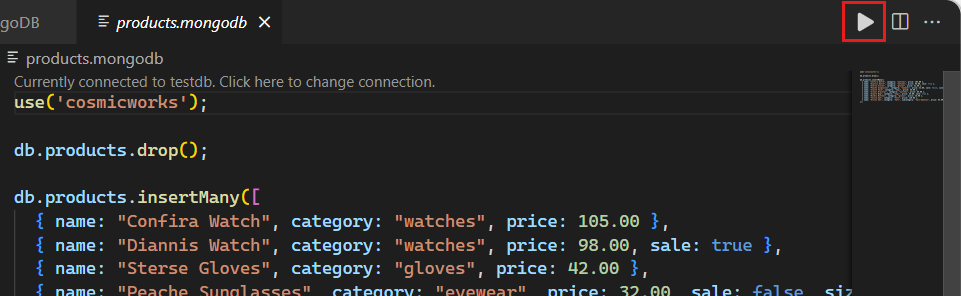 goDB
products.mongodb
products.mongodb
Currently connected to testdb. Click here to change connection.
use('cosmicworks');
db.products.drop();
db.products.insertMany([
{ name: "Confira Watch", category: "watches", price: 105.00 },
{ name: "Diannis Watch", category: "watches", price: 98.00, sale: true },
{ name: "Sterse Gloves", category: "gloves", price: 42.00 },
{ name: "Peache Sunglasses", category: "eyewear", price: 32.00, sale: false, siz